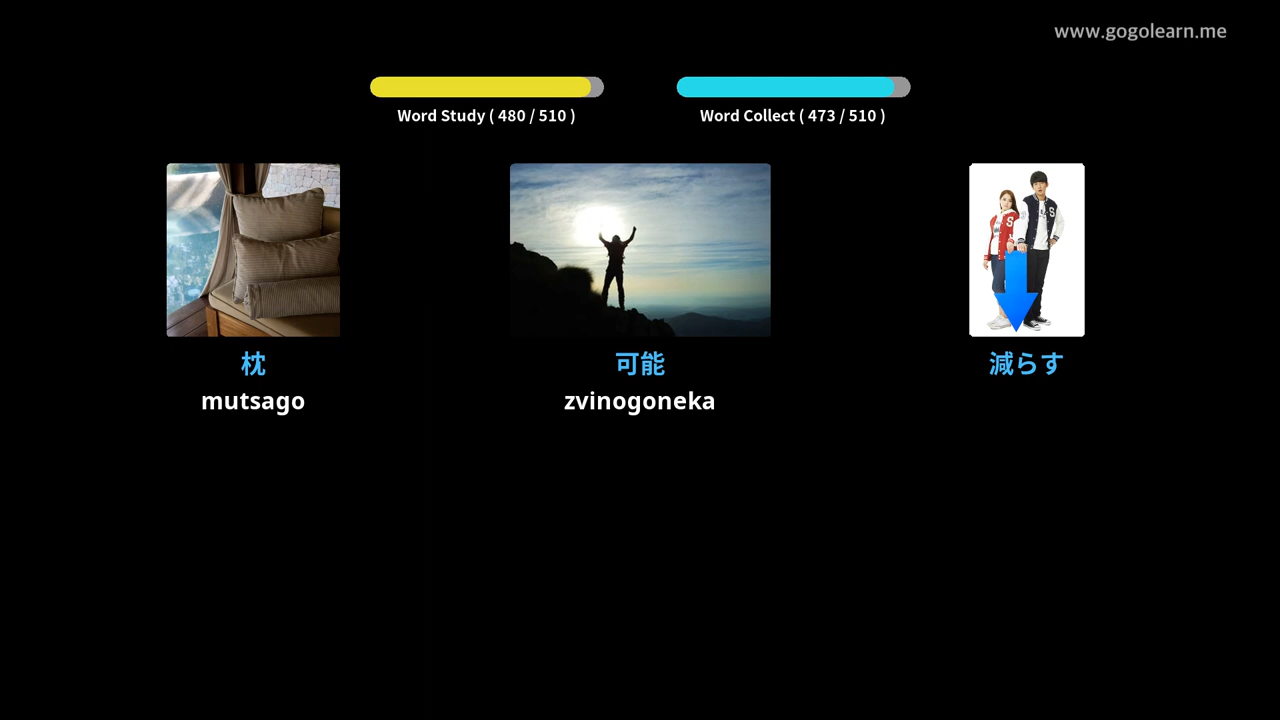 www.gogolearn.me
Word Study ( 480 / 510 )
Word Collect ( 473 / 510 )
枕
可能
減らす
mutsago
zvinogoneka